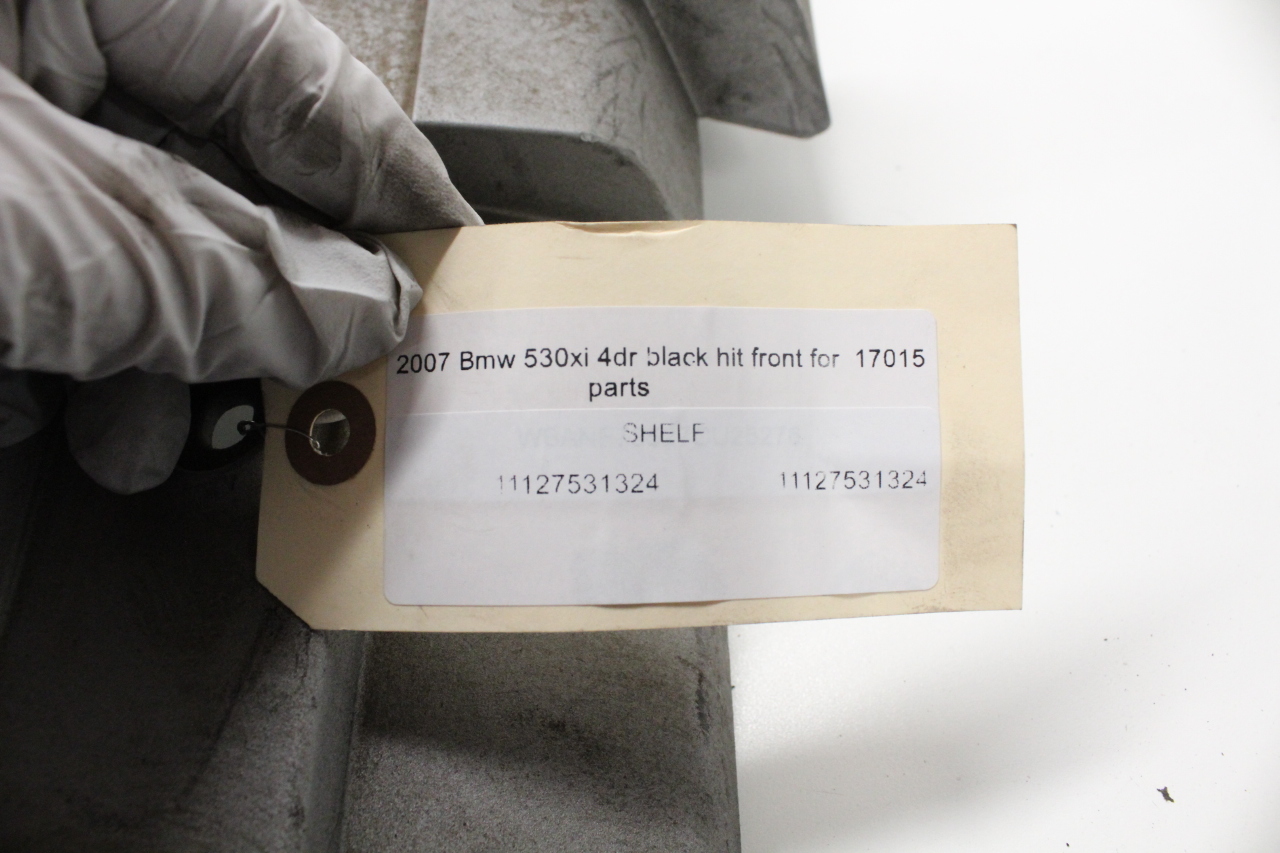 2007 Bmw 530xi 4dr black hit front for 17015
parts
SHELF
11127531324 11127531324